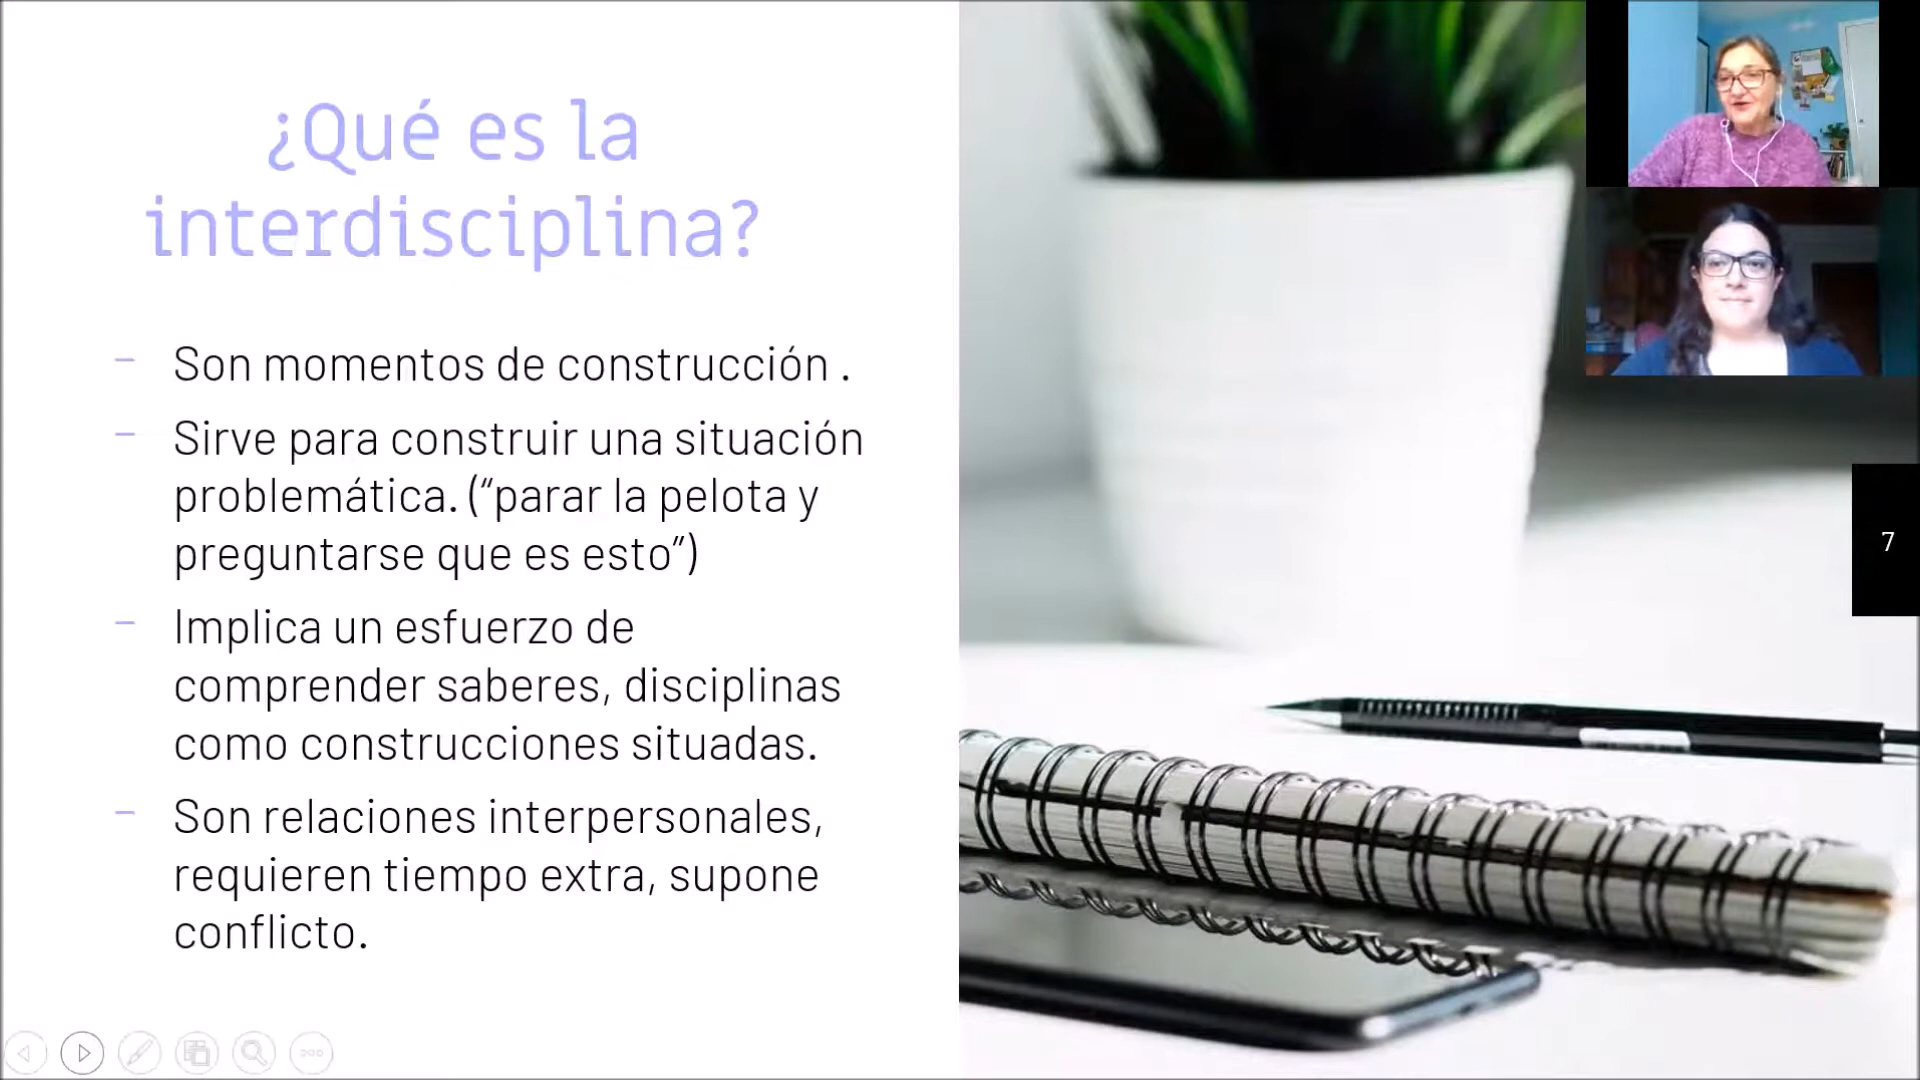 ¿Qué es la
interdisciplina?
– Son momentos de construcción .
– Sirve para construir una situación
problemática. (“parar la pelota y
preguntarse que es esto”)
– Implica un esfuerzo de
comprender saberes, disciplinas
como construcciones situadas.
– Son relaciones interpersonales,
requieren tiempo extra, supone
conflicto.
7